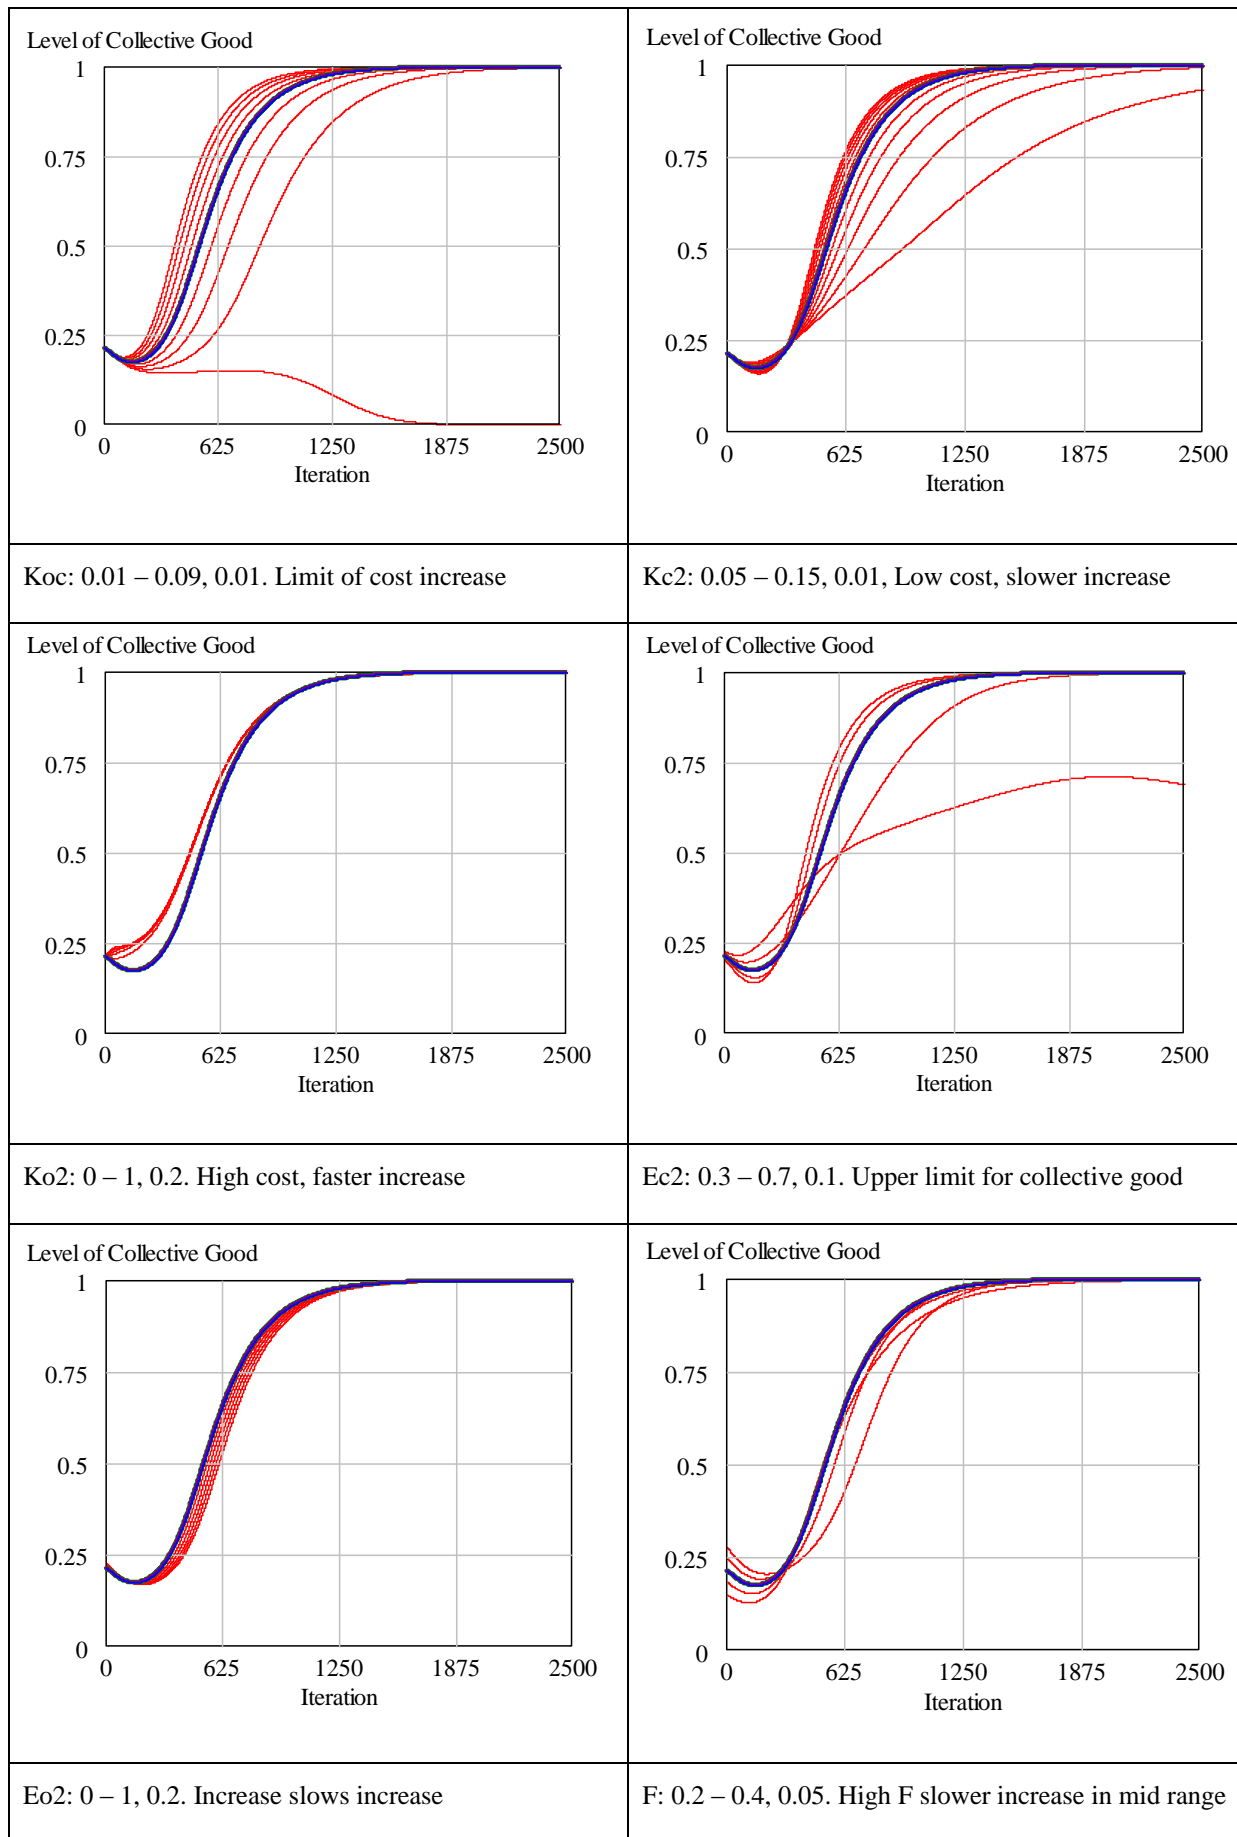 Level of Collective Good
1
0.75
0.5
0.25
0
0 625 1250 1875 2500
Iteration
Level of Collective Good
1
0.75
0.5
0.25
0
0 625 1250 1875 2500
Iteration
Koc: 0.01 – 0.09, 0.01. Limit of cost increase
Kc2: 0.05 – 0.15, 0.01, Low cost, slower increase
Level of Collective Good
1
0.75
0.5
0.25
0
0 625 1250 1875 2500
Iteration
Level of Collective Good
1
0.75
0.5
0.25
0
0 625 1250 1875 2500
Iteration
Ko2: 0 – 1, 0.2. High cost, faster increase
Ec2: 0.3 – 0.7, 0.1. Upper limit for collective good
Level of Collective Good
1
0.75
0.5
0.25
0
0 625 1250 1875 2500
Iteration
Level of Collective Good
1
0.75
0.5
0.25
0
0 625 1250 1875 2500
Iteration
Eo2: 0 – 1, 0.2. Increase slows increase
F: 0.2 – 0.4, 0.05. High F slower increase in mid range